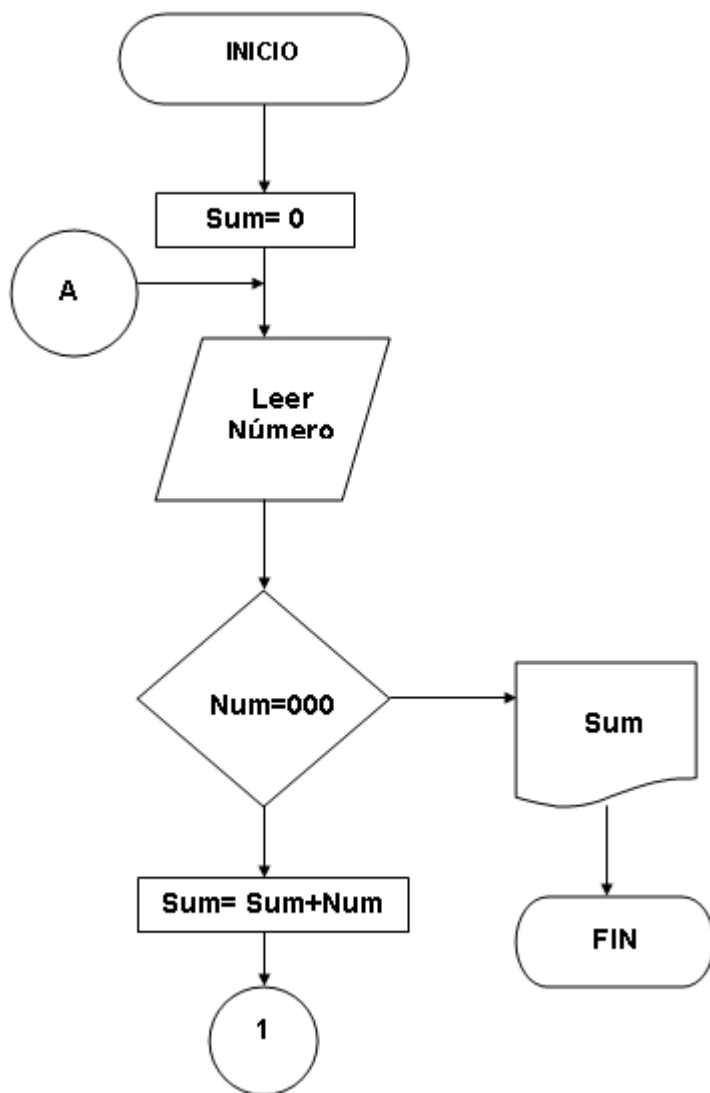 INICIO
Sum= 0
A
Leer
Número
Num=000
Sum
Sum= Sum+Num
FIN
1